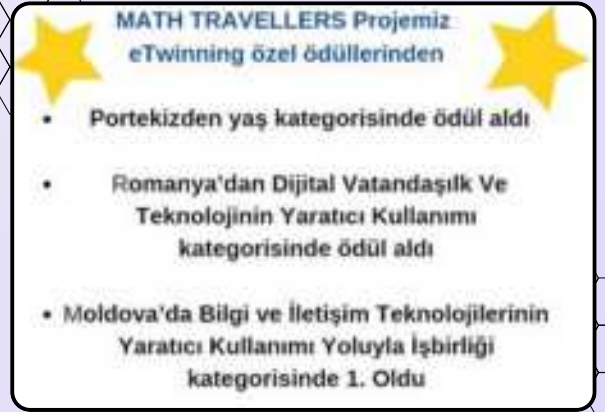 MATH TRAVELLERS Projemiz
eTwinning özel ödüllerinden
• Portekizden yaş kategorisinde ödül aldı
• Romanya'dan Dijital Vatandaşılk Ve
Teknolojinin Yaratıcı Kullanımı
kategorisinde ödül aldı
• Moldova'da Bilgi ve İletişim Teknolojilerinin
Yaratıcı Kullanımı Yoluyla İşbirliği
kategorisinde 1. Oldu